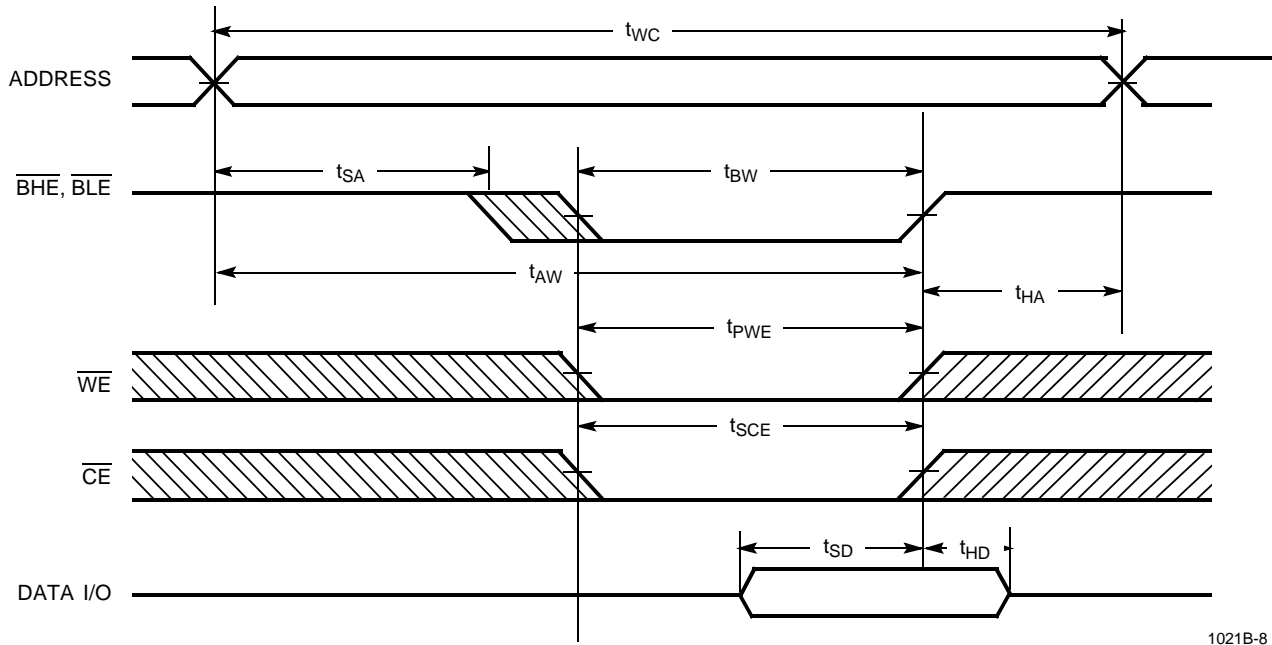 tWC
ADDRESS
tSA
tBW
BHE, BLE
tAW
tHA
tPWE
WE
tSCE
CE
tSD
tHD
DATA I/O
1021B-8